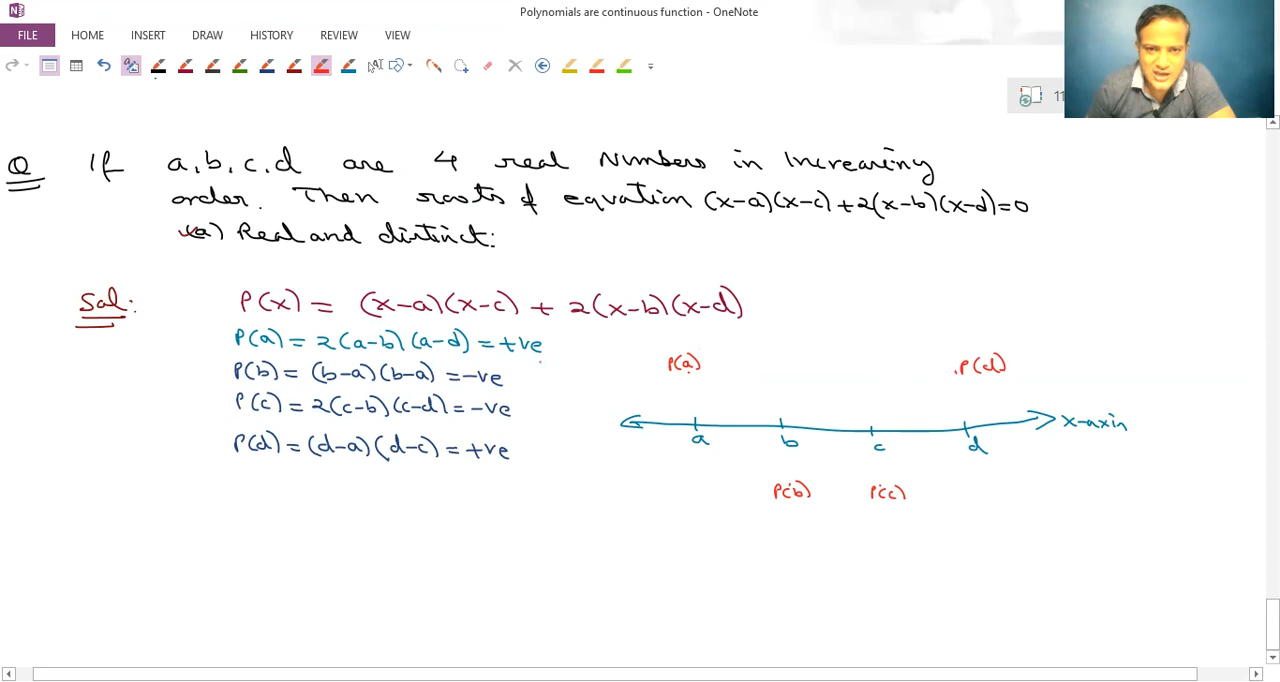 Polynomials are continuous function - OneNote
FILE HOME INSERT DRAW HISTORY REVIEW VIEW
11
Q If a, b, c, d are 4 real Numbers in Increasing
order. Then roots of equation (x-a)(x-c)+2(x-b)(x-d)=0
(a) Real and distinct:
Sol: P(x) = (x-a)(x-c) + 2(x-b)(x-d)
P(a) = 2(a-b)(a-d) = +ve
P(b) = (b-a)(b-a) = -ve
P(c) = 2(c-b)(c-d) = -ve
P(d) = (d-a)(d-c) = +ve
P(a) P(d)
x-axis
a b c d
P(b) P(c)